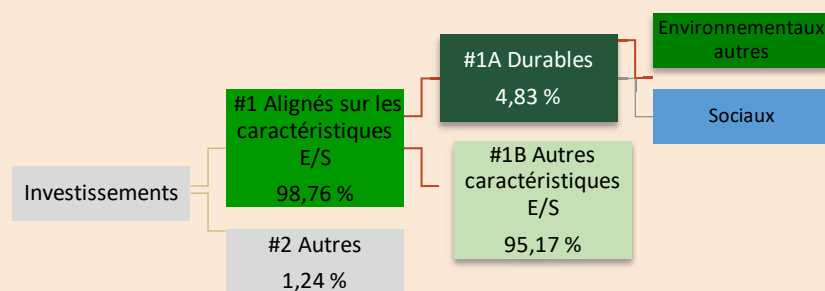 Investissements
#1 Alignés sur les
caractéristiques
E/S
98,76 %
#2 Autres
1,24 %
#1A Durables
4,83 %
#1B Autres
caractéristiques
E/S
95,17 %
Environnementaux
autres
Sociaux